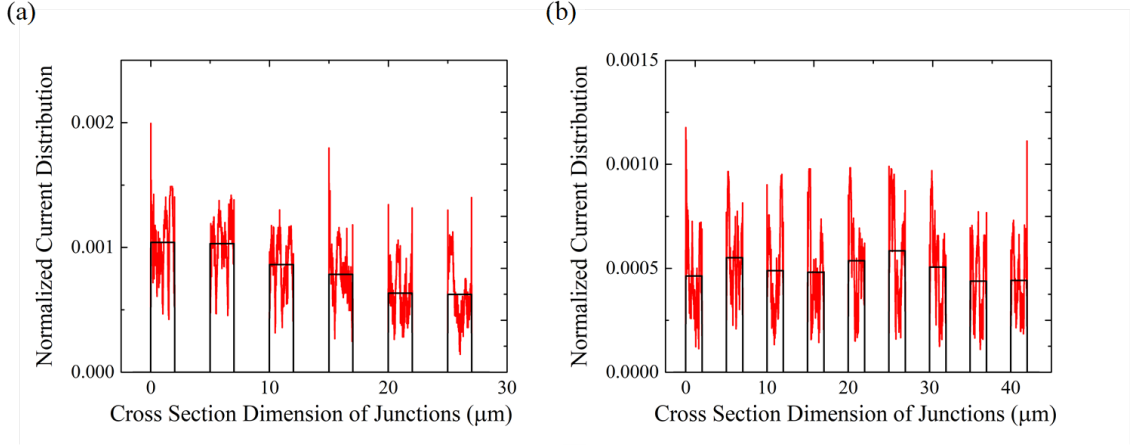 (a)
(b)
Normalized Current Distribution
0.002
0.001
0.000
0
10
20
30
Cross Section Dimension of Junctions (μm)
Normalized Current Distribution
0.0015
0.0010
0.0005
0.0000
0
10
20
30
40
Cross Section Dimension of Junctions (μm)